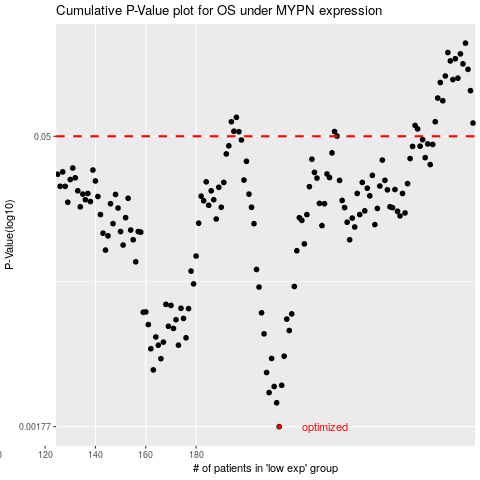 Cumulative P-Value plot for OS under MYPN expression
P-Value(log10)
0.05
0.00177
optimized
0 120 140 160 180
# of patients in 'low exp' group